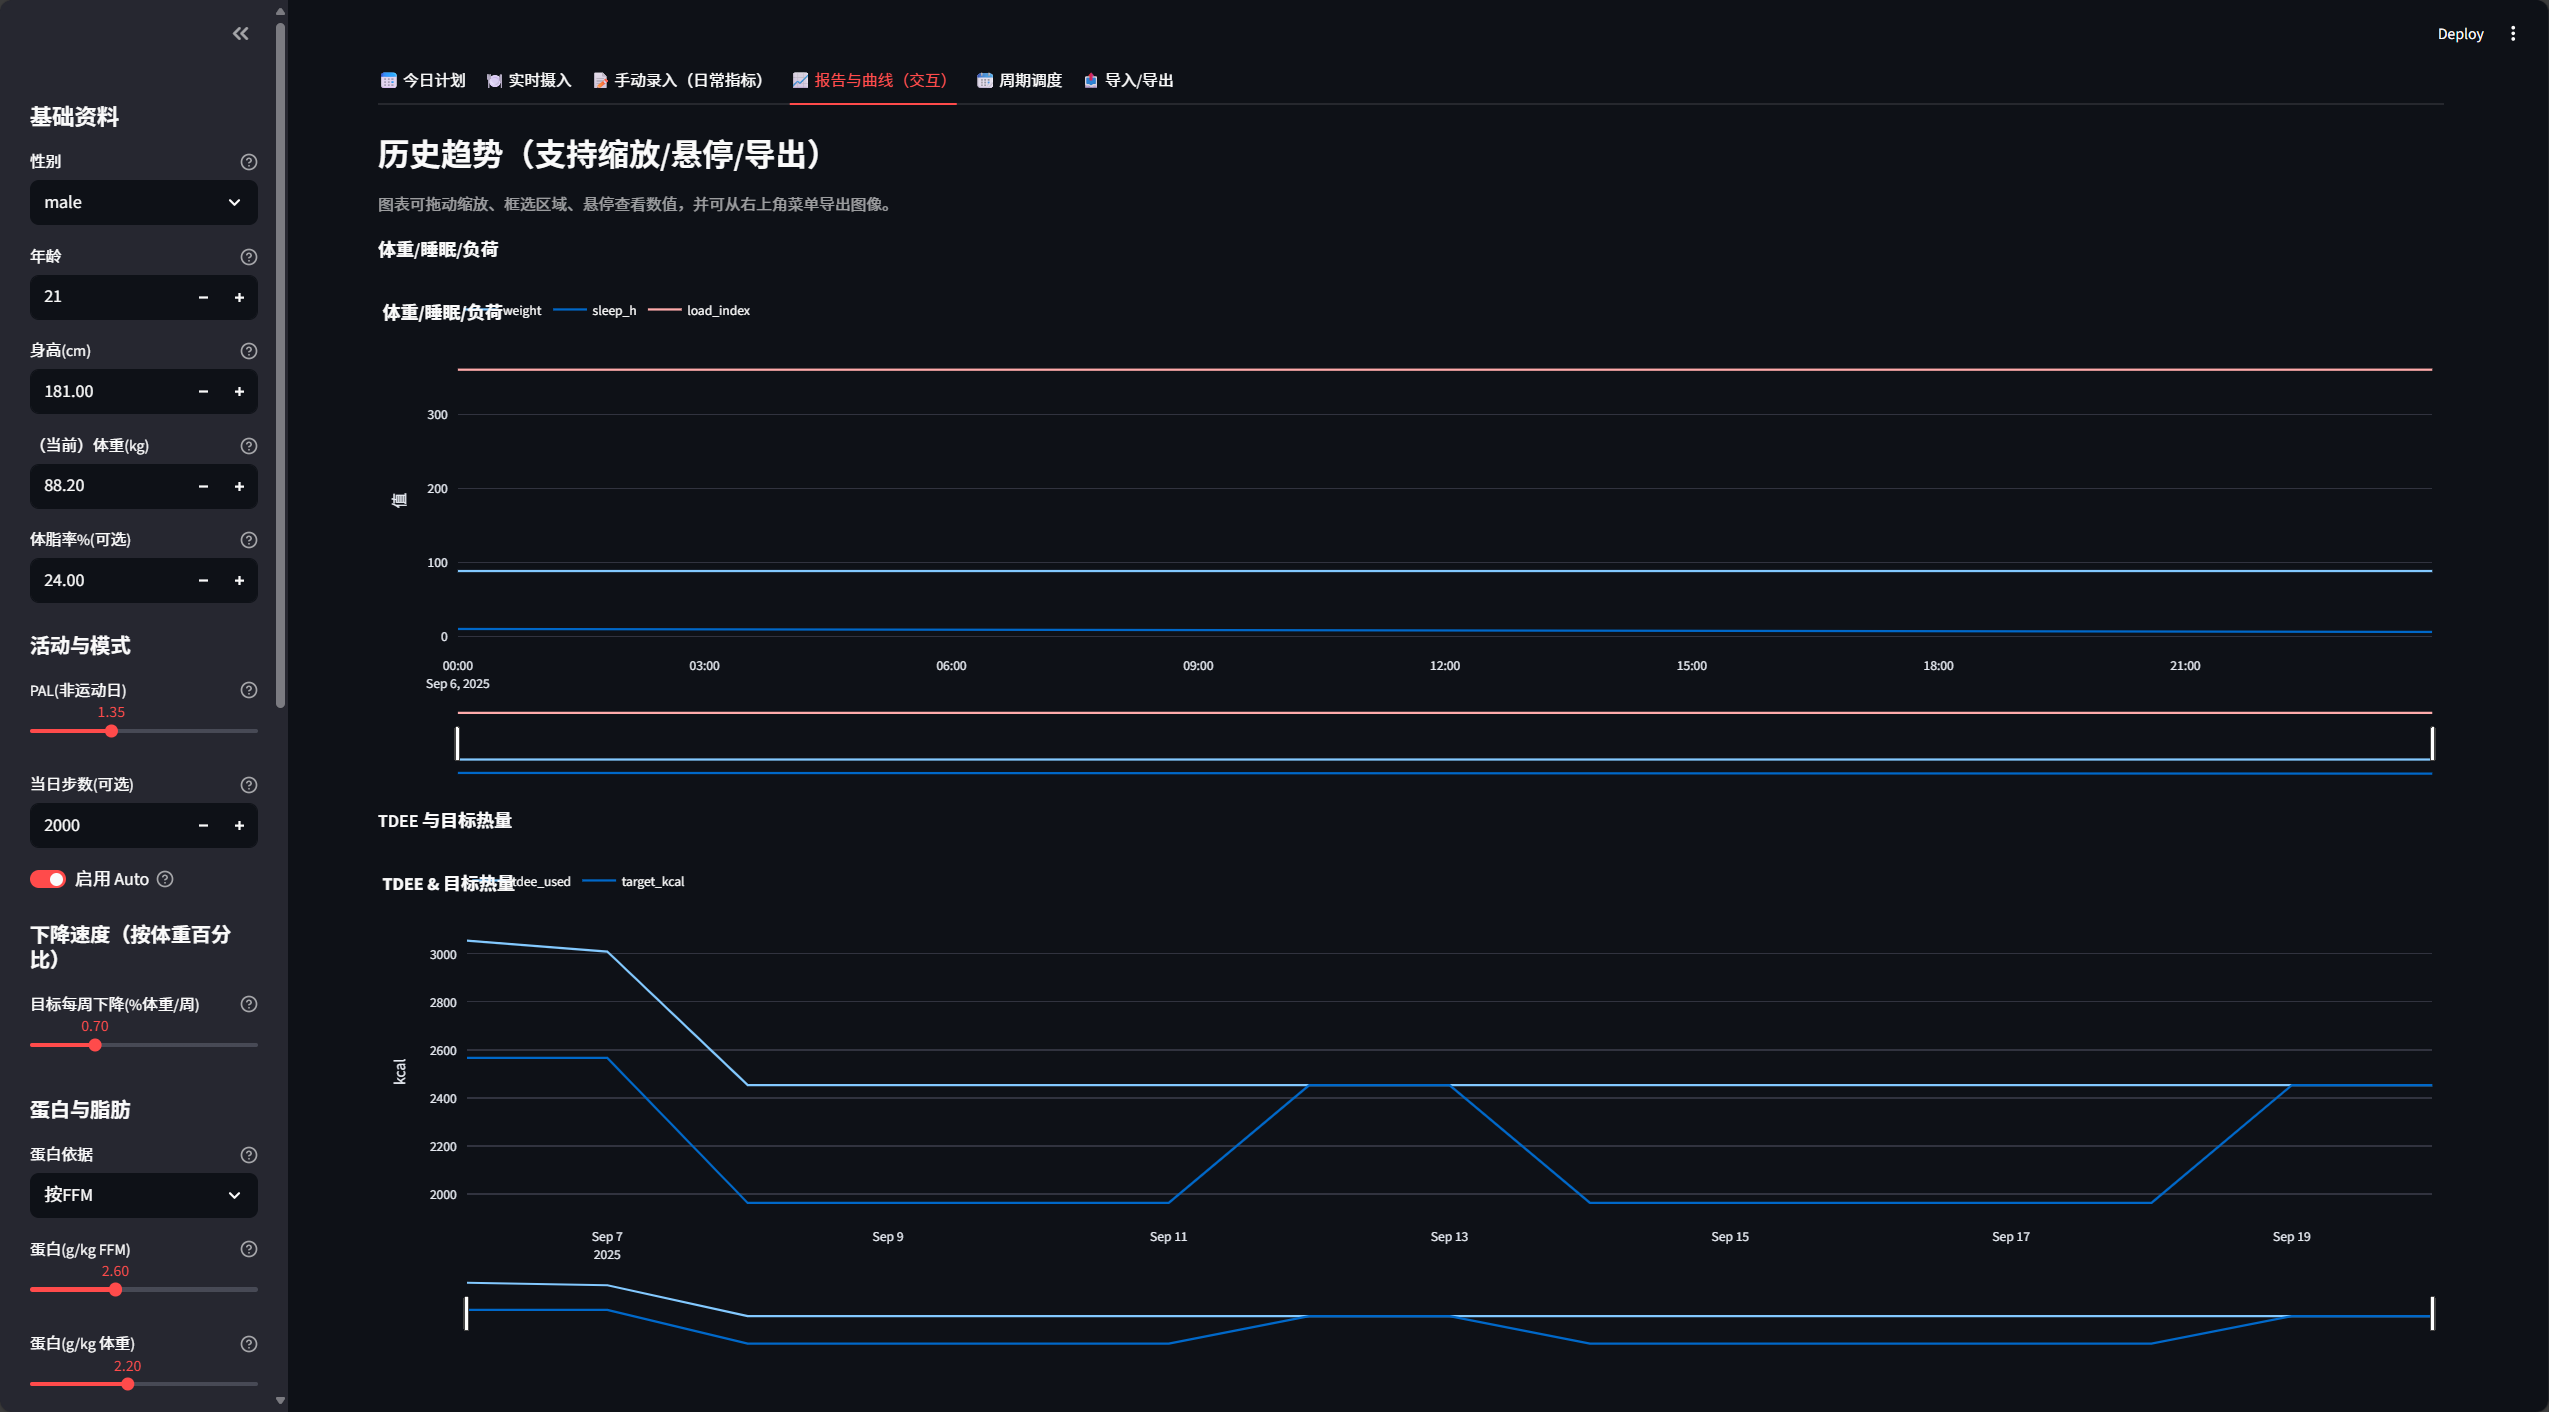 基础资料
性别
male
年龄
21
身高(cm)
181.00
（当前）体重(kg)
88.20
体脂率%(可选)
24.00
活动与模式
PAL(非运动日)
1.35
当日步数(可选)
2000
启用 Auto
下降速度（按体重百分
比）
目标每周下降(%体重/周)
0.70
蛋白与脂肪
蛋白依据
按FFM
蛋白(g/kg FFM)
2.60
蛋白(g/kg 体重)
2.20
Deploy
今日计划 实时摄入 手动录入（日常指标） 报告与曲线（交互） 周期调度 导入/导出
历史趋势（支持缩放/悬停/导出）
图表可拖动缩放、框选区域、悬停查看数值，并可从右上角菜单导出图像。
体重/睡眠/负荷
体重/睡眠/负荷 weight sleep_h load_index
值
300
200
100
0
00:00 03:00 06:00 09:00 12:00 15:00 18:00 21:00
Sep 6, 2025
TDEE 与目标热量
TDEE & 目标热量 tdee_used target_kcal
kcal
3000
2800
2600
2400
2200
2000
Sep 7 Sep 9 Sep 11 Sep 13 Sep 15 Sep 17 Sep 19
2025